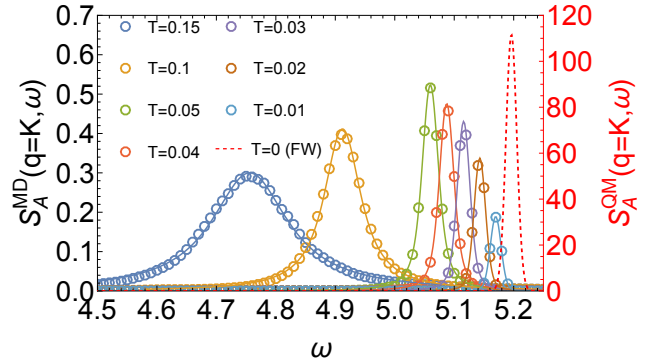 0.7
0.6
0.5
0.4
0.3
0.2
0.1
0.0
S_A^MD(q=K,ω)
T=0.15
T=0.03
T=0.1
T=0.02
T=0.05
T=0.01
T=0.04
T=0 (FW)
120
100
80
60
40
20
0
S_A^QM(q=K,ω)
4.5 4.6 4.7 4.8 4.9 5.0 5.1 5.2
ω